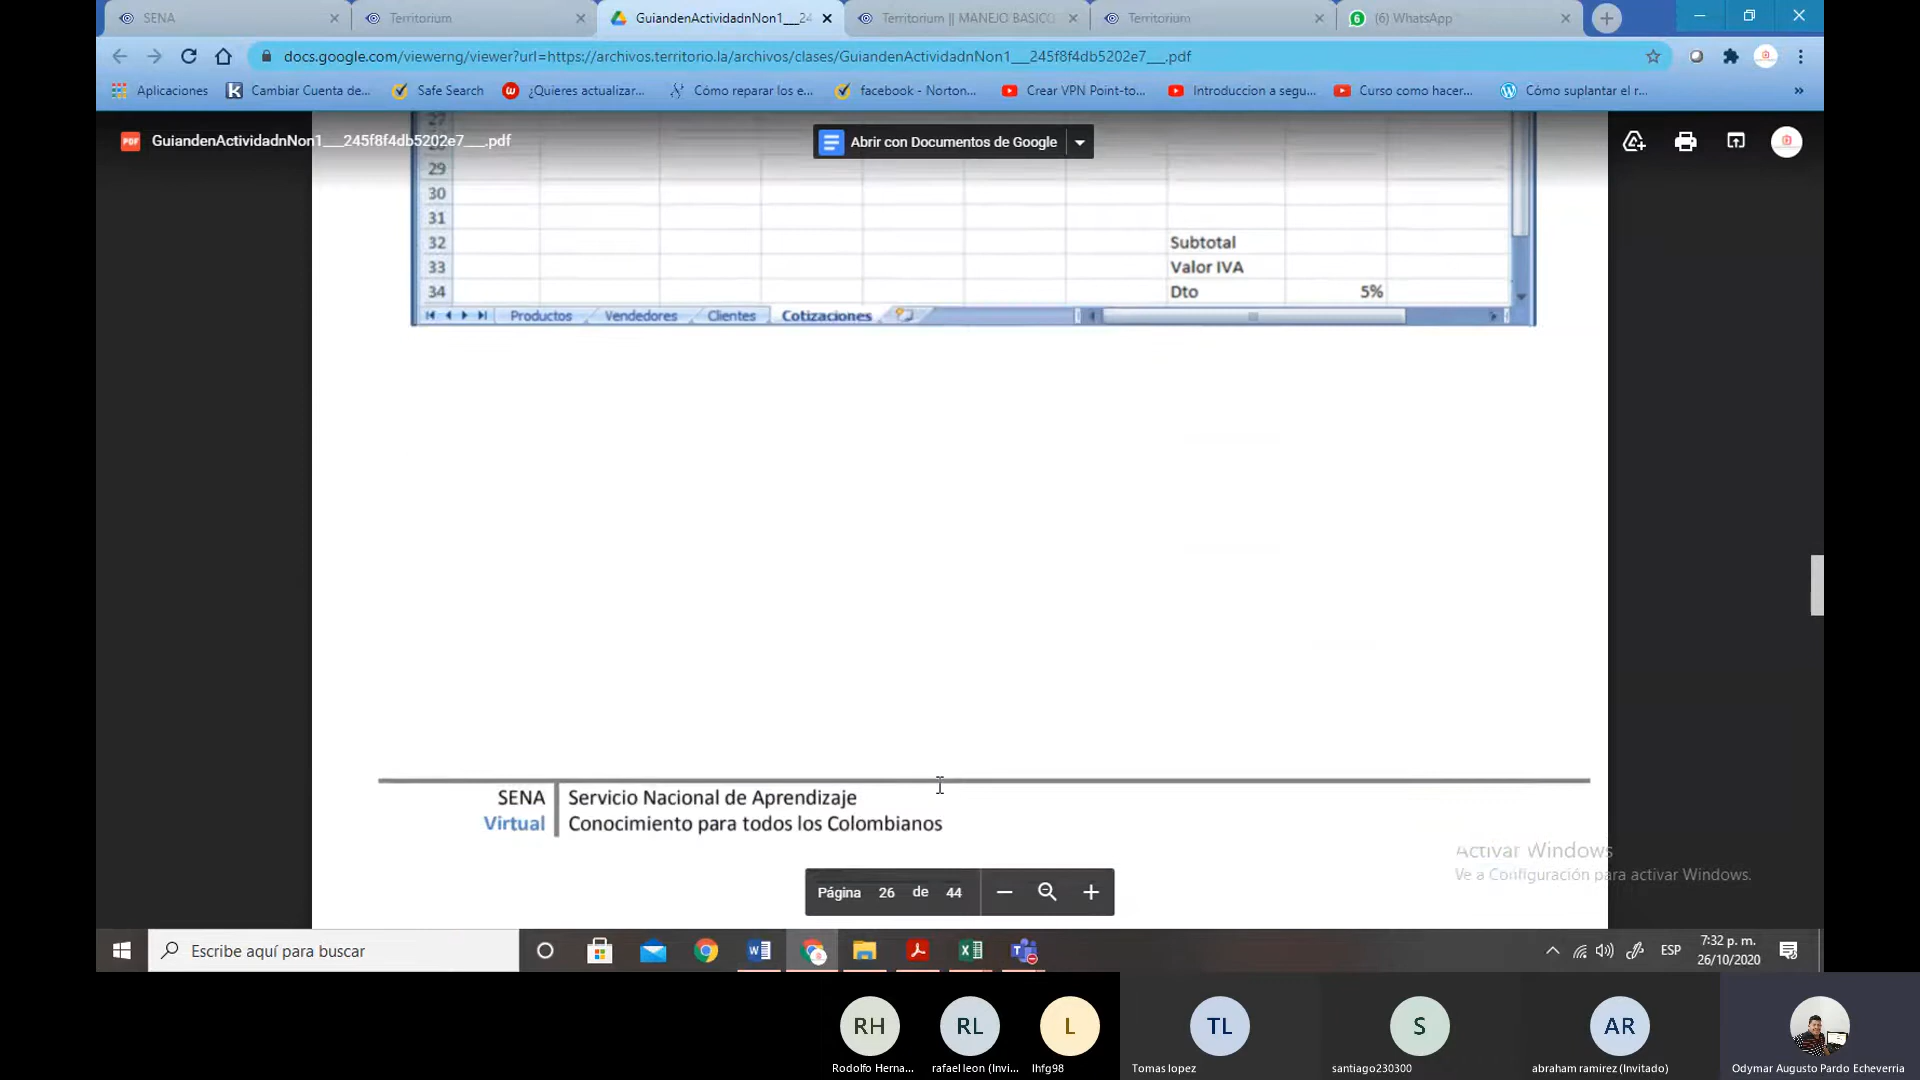 SENA
Territorium
GuiandenActividadnNon1___24
Territorium || MANEJO BASICO
Territorium
(6) WhatsApp
docs.google.com/viewerng/viewer?url=https://archivos.territorio.la/archivos/clases/GuiandenActividadnNon1___245f8f4db5202e7___.pdf
Aplicaciones
Cambiar Cuenta de...
Safe Search
¿Quieres actualizar...
Cómo reparar los e...
facebook - Norton...
Crear VPN Point-to...
Introduccion a segu...
Curso como hacer...
Cómo suplantar el r...
»
PDF
GuiandenActividadnNon1___245f8f4db5202e7___.pdf
Abrir con Documentos de Google
27
29
30
31
32 Subtotal
33 Valor IVA
34 Dto 5%
Productos Vendedores Clientes Cotizaciones
SENA Servicio Nacional de Aprendizaje
Virtual Conocimiento para todos los Colombianos
Activar Windows
Ve a Configuración para activar Windows.
Página 26 de 44
Escribe aquí para buscar
ESP
7:32 p. m.
26/10/2020
RH
RL
L
TL
S
AR
Rodolfo Herna...
rafael leon (Invi...
lhfg98
Tomas lopez
santiago230300
abraham ramirez (Invitado)
Odymar Augusto Pardo Echeverria